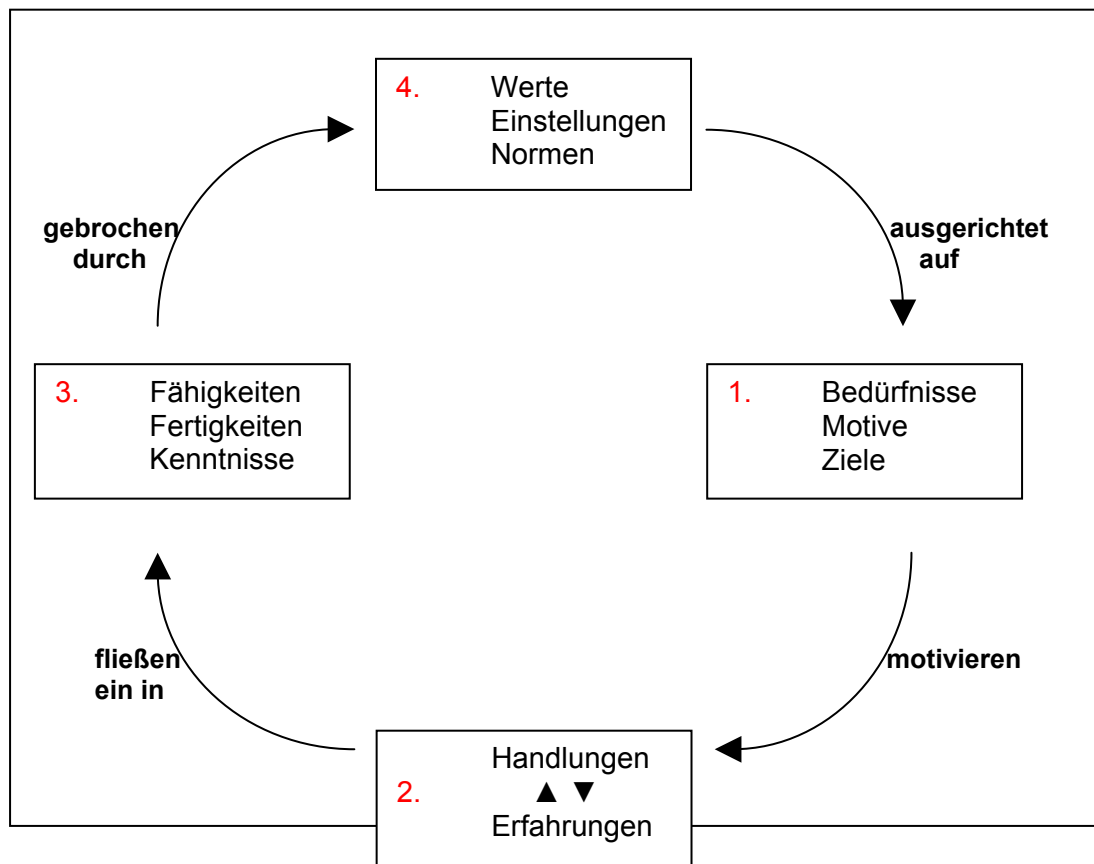 4. Werte
Einstellungen
Normen
gebrochen
durch
ausgerichtet
auf
3. Fähigkeiten
Fertigkeiten
Kenntnisse
1. Bedürfnisse
Motive
Ziele
fließen
ein in
motivieren
Handlungen
2. ▲ ▼
Erfahrungen